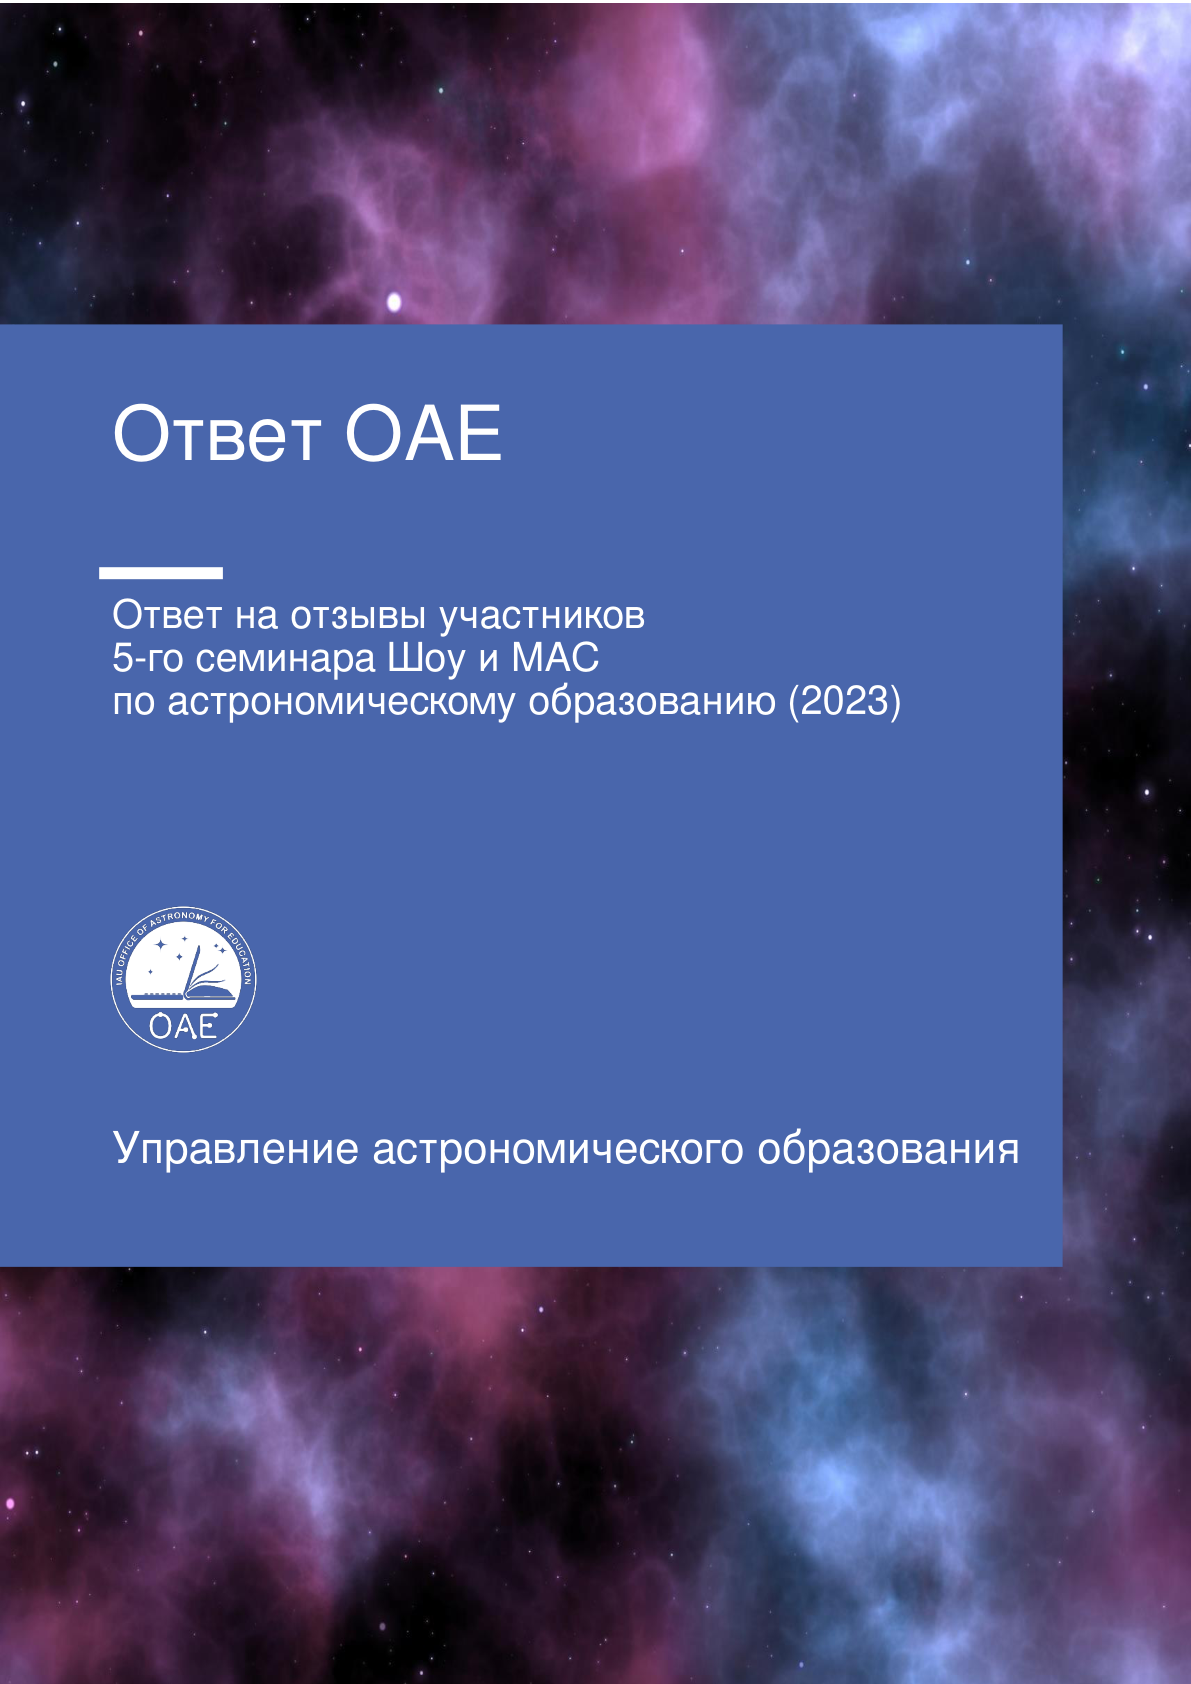 Ответ ОАЕ
Ответ на отзывы участников
5-го семинара Шоу и МАС
по астрономическому образованию (2023)
IAU OFFICE OF ASTRONOMY FOR EDUCATION
OAE
Управление астрономического образования